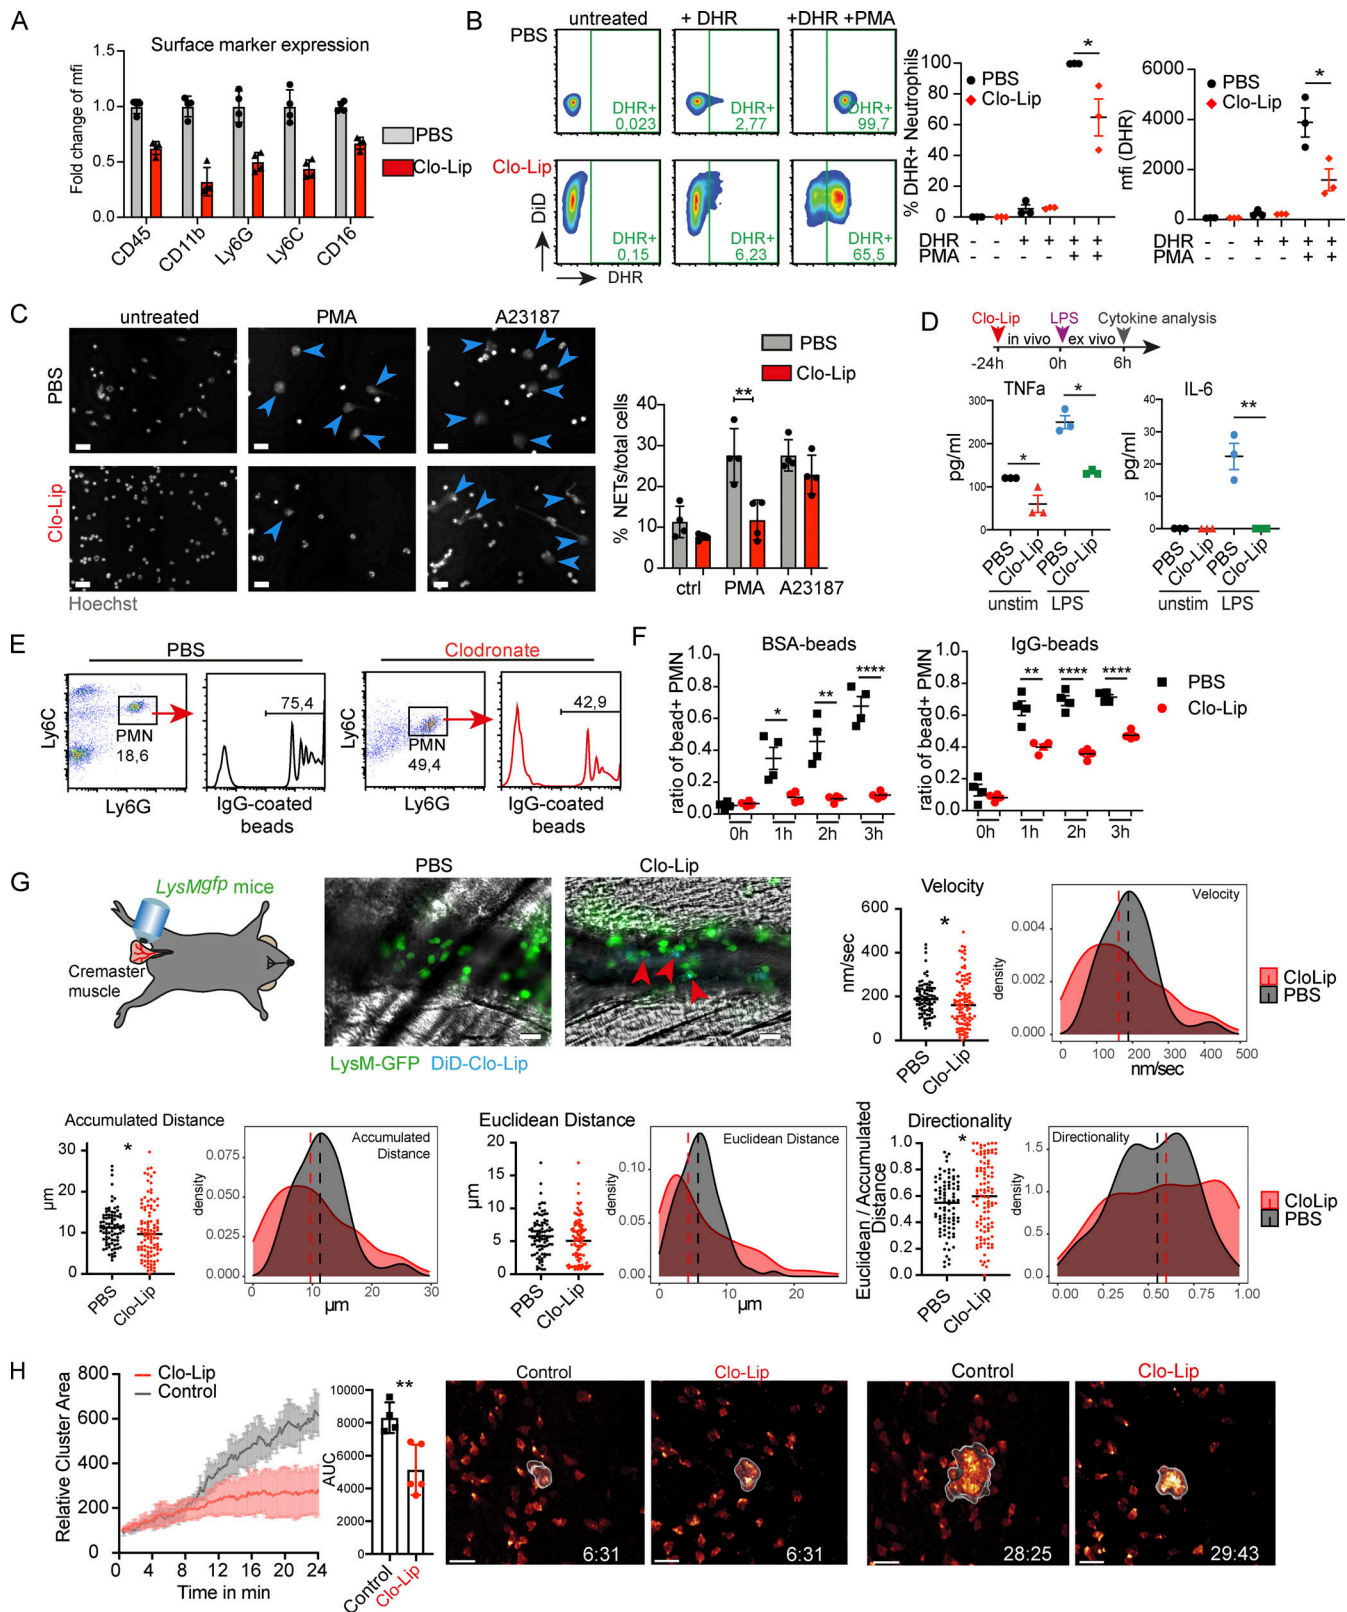 A
Surface marker expression
Fold change of mfi
1.0
0.5
0.0
CD45
CD11b
Ly6G
Ly6C
CD16
PBS
Clo-Lip
B
untreated
+ DHR
+DHR +PMA
PBS
DHR+
0,023
DHR+
2,77
DHR+
99,7
Clo-Lip
DHR+
0,15
DHR+
6,23
DHR+
65,5
DiD
DHR
% DHR+ Neutrophils
100
80
60
40
20
0
*
PBS
Clo-Lip
DHR - - + + + +
PMA - - - - + +
mfi (DHR)
6000
4000
2000
0
*
PBS
Clo-Lip
DHR - - + + + +
PMA - - - - + +
C
untreated
PMA
A23187
PBS
Clo-Lip
Hoechst
PBS
Clo-Lip
% NETs/total cells
40
30
20
10
0
**
ctrl
PMA
A23187
D
Clo-Lip
LPS
Cytokine analysis
in vivo
ex vivo
-24h
0h
6h
TNFa
pg/ml
300
200
100
0
*
*
PBS
Clo-Lip
PBS
Clo-Lip
unstim
LPS
IL-6
pg/ml
40
30
20
10
0
**
PBS
Clo-Lip
PBS
Clo-Lip
unstim
LPS
E
PBS
Clodronate
Ly6C
PMN
18,6
Ly6G
75,4
IgG-coated
beads
Ly6C
PMN
49,4
Ly6G
42,9
IgG-coated
beads
F
BSA-beads
ratio of bead+ PMN
1.0
0.8
0.6
0.4
0.2
0.0
*
**
****
0h
1h
2h
3h
IgG-beads
ratio of bead+ PMN
1.0
0.8
0.6
0.4
0.2
0.0
**
****
****
0h
1h
2h
3h
PBS
Clo-Lip
G
LysMgfp mice
Cremaster
muscle
PBS
Clo-Lip
LysM-GFP
DiD-Clo-Lip
Velocity
nm/sec
600
400
200
0
*
PBS
Clo-Lip
Velocity
density
0.004
0.002
0.000
0
100
200
300
400
500
nm/sec
CloLip
PBS
Accumulated Distance
µm
30
20
10
0
*
PBS
Clo-Lip
Accumulated
Distance
density
0.075
0.050
0.025
0.000
0
10
20
30
µm
Euclidean Distance
µm
20
15
10
5
0
PBS
Clo-Lip
Euclidean Distance
density
0.10
0.05
0.00
0
10
20
µm
Directionality
Euclidean / Accumulated
Distance
1.0
0.8
0.6
0.4
0.2
0.0
*
PBS
Clo-Lip
Directionality
density
1.5
1.0
0.5
0.0
0.00
0.25
0.50
0.75
1.00
CloLip
PBS
H
Relative Cluster Area
800
600
400
200
0
Clo-Lip
Control
0
4
8
12
16
20
24
Time in min
AUC
10000
8000
6000
4000
2000
0
**
Control
Clo-Lip
Control
6:31
Clo-Lip
6:31
Control
28:25
Clo-Lip
29:43